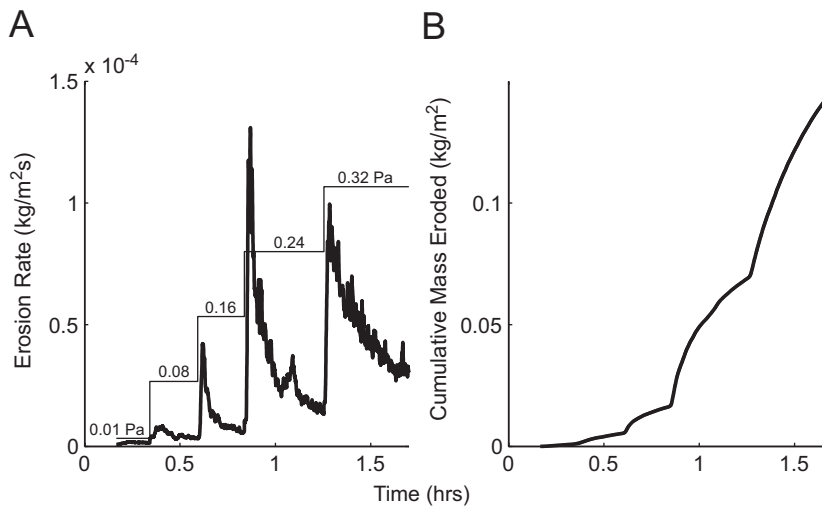 A
B
x 10-4
1.5
1
0.5
0
Erosion Rate (kg/m2s)
0.01 Pa
0.08
0.16
0.24
0.32 Pa
0
0.5
1
1.5
Cumulative Mass Eroded (kg/m2)
0.1
0.05
0
0
0.5
1
1.5
Time (hrs)